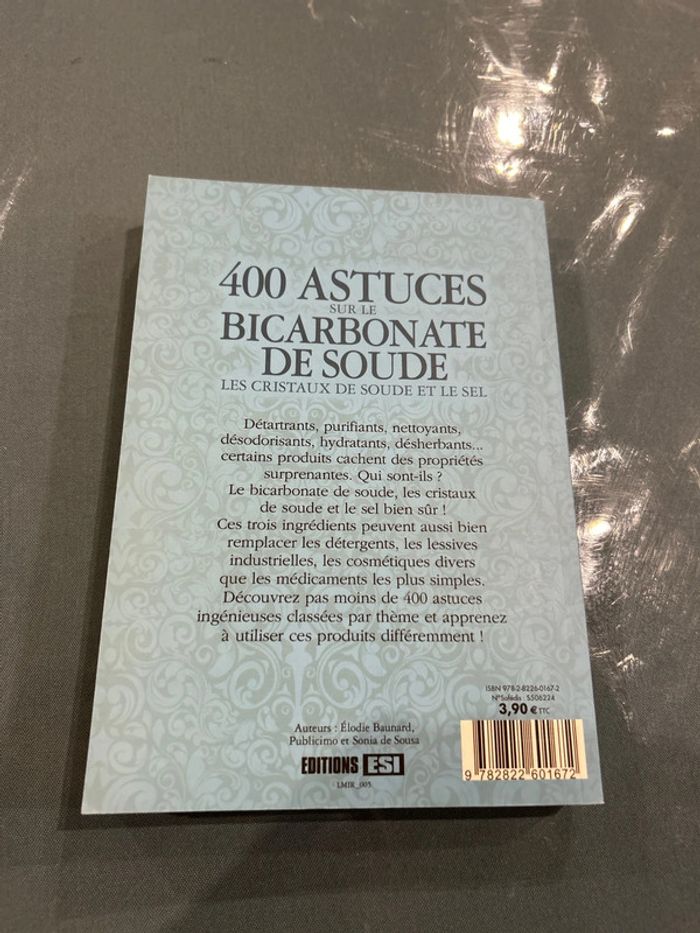 400 ASTUCES
SUR LE
BICARBONATE
DE SOUDE
LES CRISTAUX DE SOUDE ET LE SEL
Détartrants, purifiants, nettoyants,
désodorisants, hydratants, désherbants...
certains produits cachent des propriétés
surprenantes. Qui sont-ils ?
Le bicarbonate de soude, les cristaux
de soude et le sel bien sûr !
Ces trois ingrédients peuvent aussi bien
remplacer les détergents, les lessives
industrielles, les cosmétiques divers
que les médicaments les plus simples.
Découvrez pas moins de 400 astuces
ingénieuses classées par thème et apprenez
à utiliser ces produits différemment !
ISBN 978-2-8226-0167-2
N°Sofédis : S506224
3,90 € TTC
9 782822 601672
Auteurs : Élodie Baunard,
Publicimo et Sonia de Sousa
EDITIONS ESI
LMIR_005